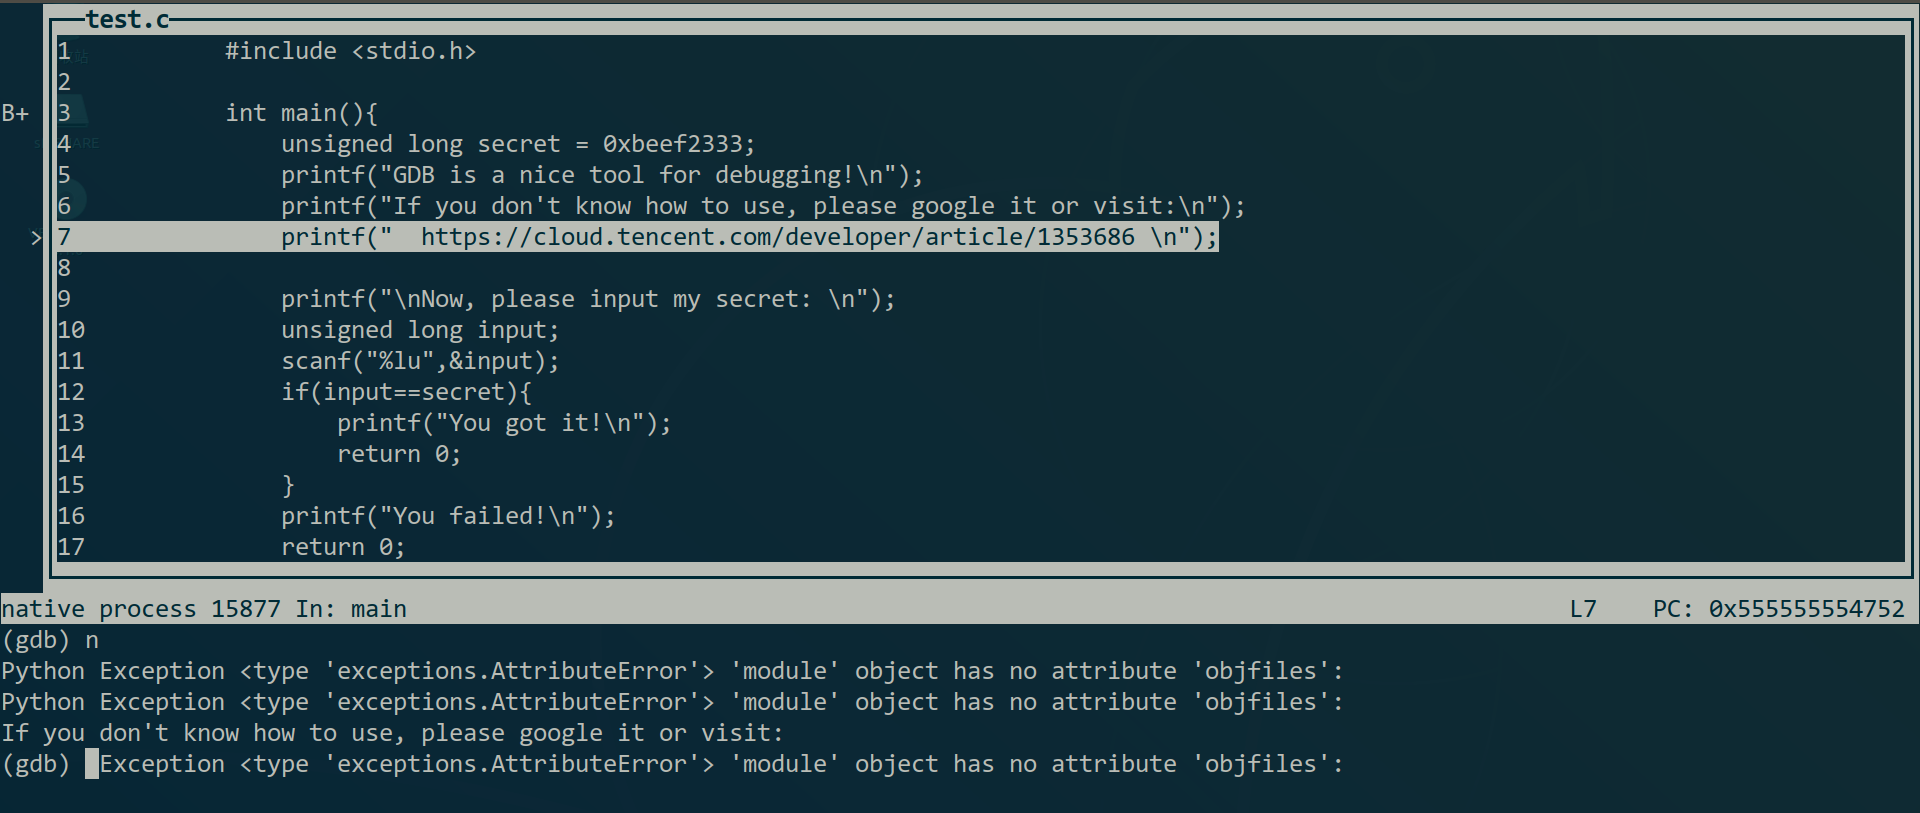 test.c
1 #include <stdio.h>
2
B+ 3 int main(){
4 unsigned long secret = 0xbeef2333;
5 printf("GDB is a nice tool for debugging!\n");
6 printf("If you don't know how to use, please google it or visit:\n");
> 7 printf("  https://cloud.tencent.com/developer/article/1353686 \n");
8
9 printf("\nNow, please input my secret: \n");
10 unsigned long input;
11 scanf("%lu",&input);
12 if(input==secret){
13 printf("You got it!\n");
14 return 0;
15 }
16 printf("You failed!\n");
17 return 0;
native process 15877 In: main L7 PC: 0x555555554752
(gdb) n
Python Exception <type 'exceptions.AttributeError'> 'module' object has no attribute 'objfiles':
Python Exception <type 'exceptions.AttributeError'> 'module' object has no attribute 'objfiles':
If you don't know how to use, please google it or visit:
(gdb) Exception <type 'exceptions.AttributeError'> 'module' object has no attribute 'objfiles':